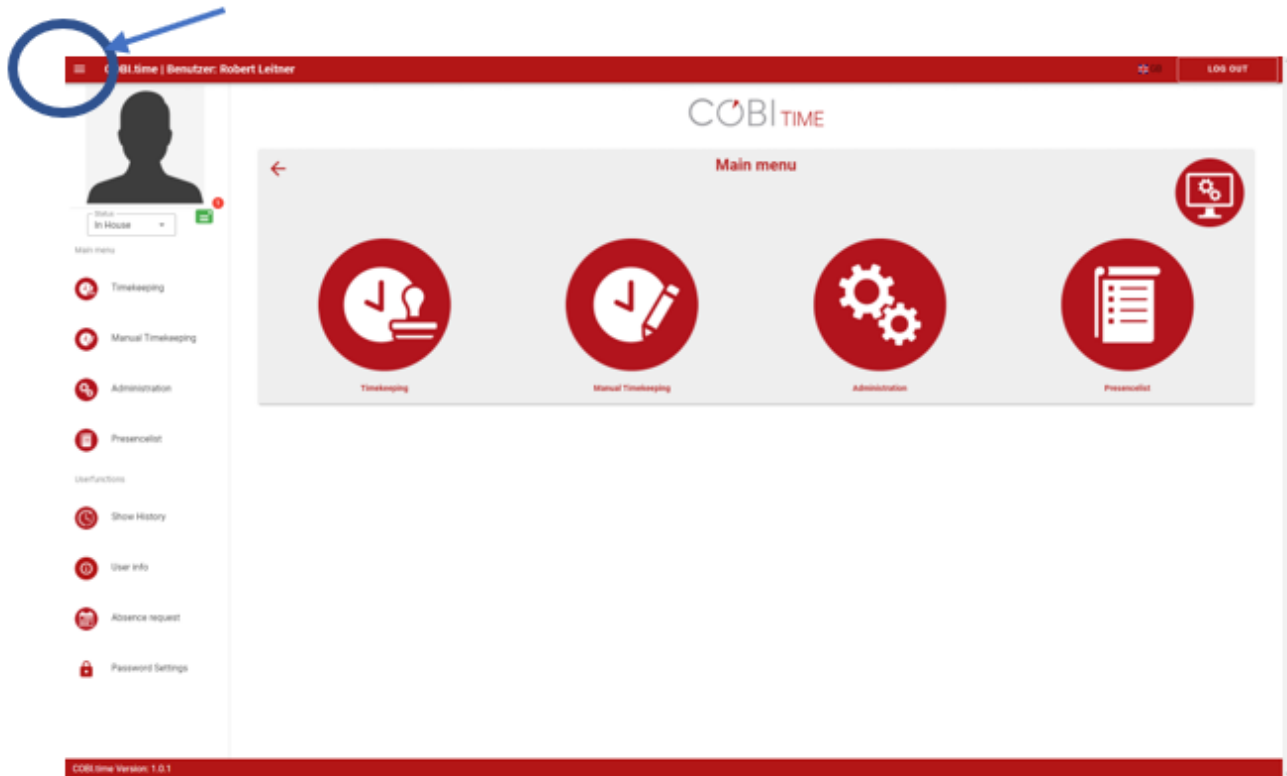 COBI.time | Benutzer: Robert Leitner
LOG OUT
COBI TIME
Main menu
Status
In House
1
Main menu
Timekeeping
Manual Timekeeping
Administration
Presencelist
Timekeeping
Manual Timekeeping
Administration
Presencelist
Userfunctions
Show History
User info
Absence request
Password Settings
COBI.time Version: 1.0.1